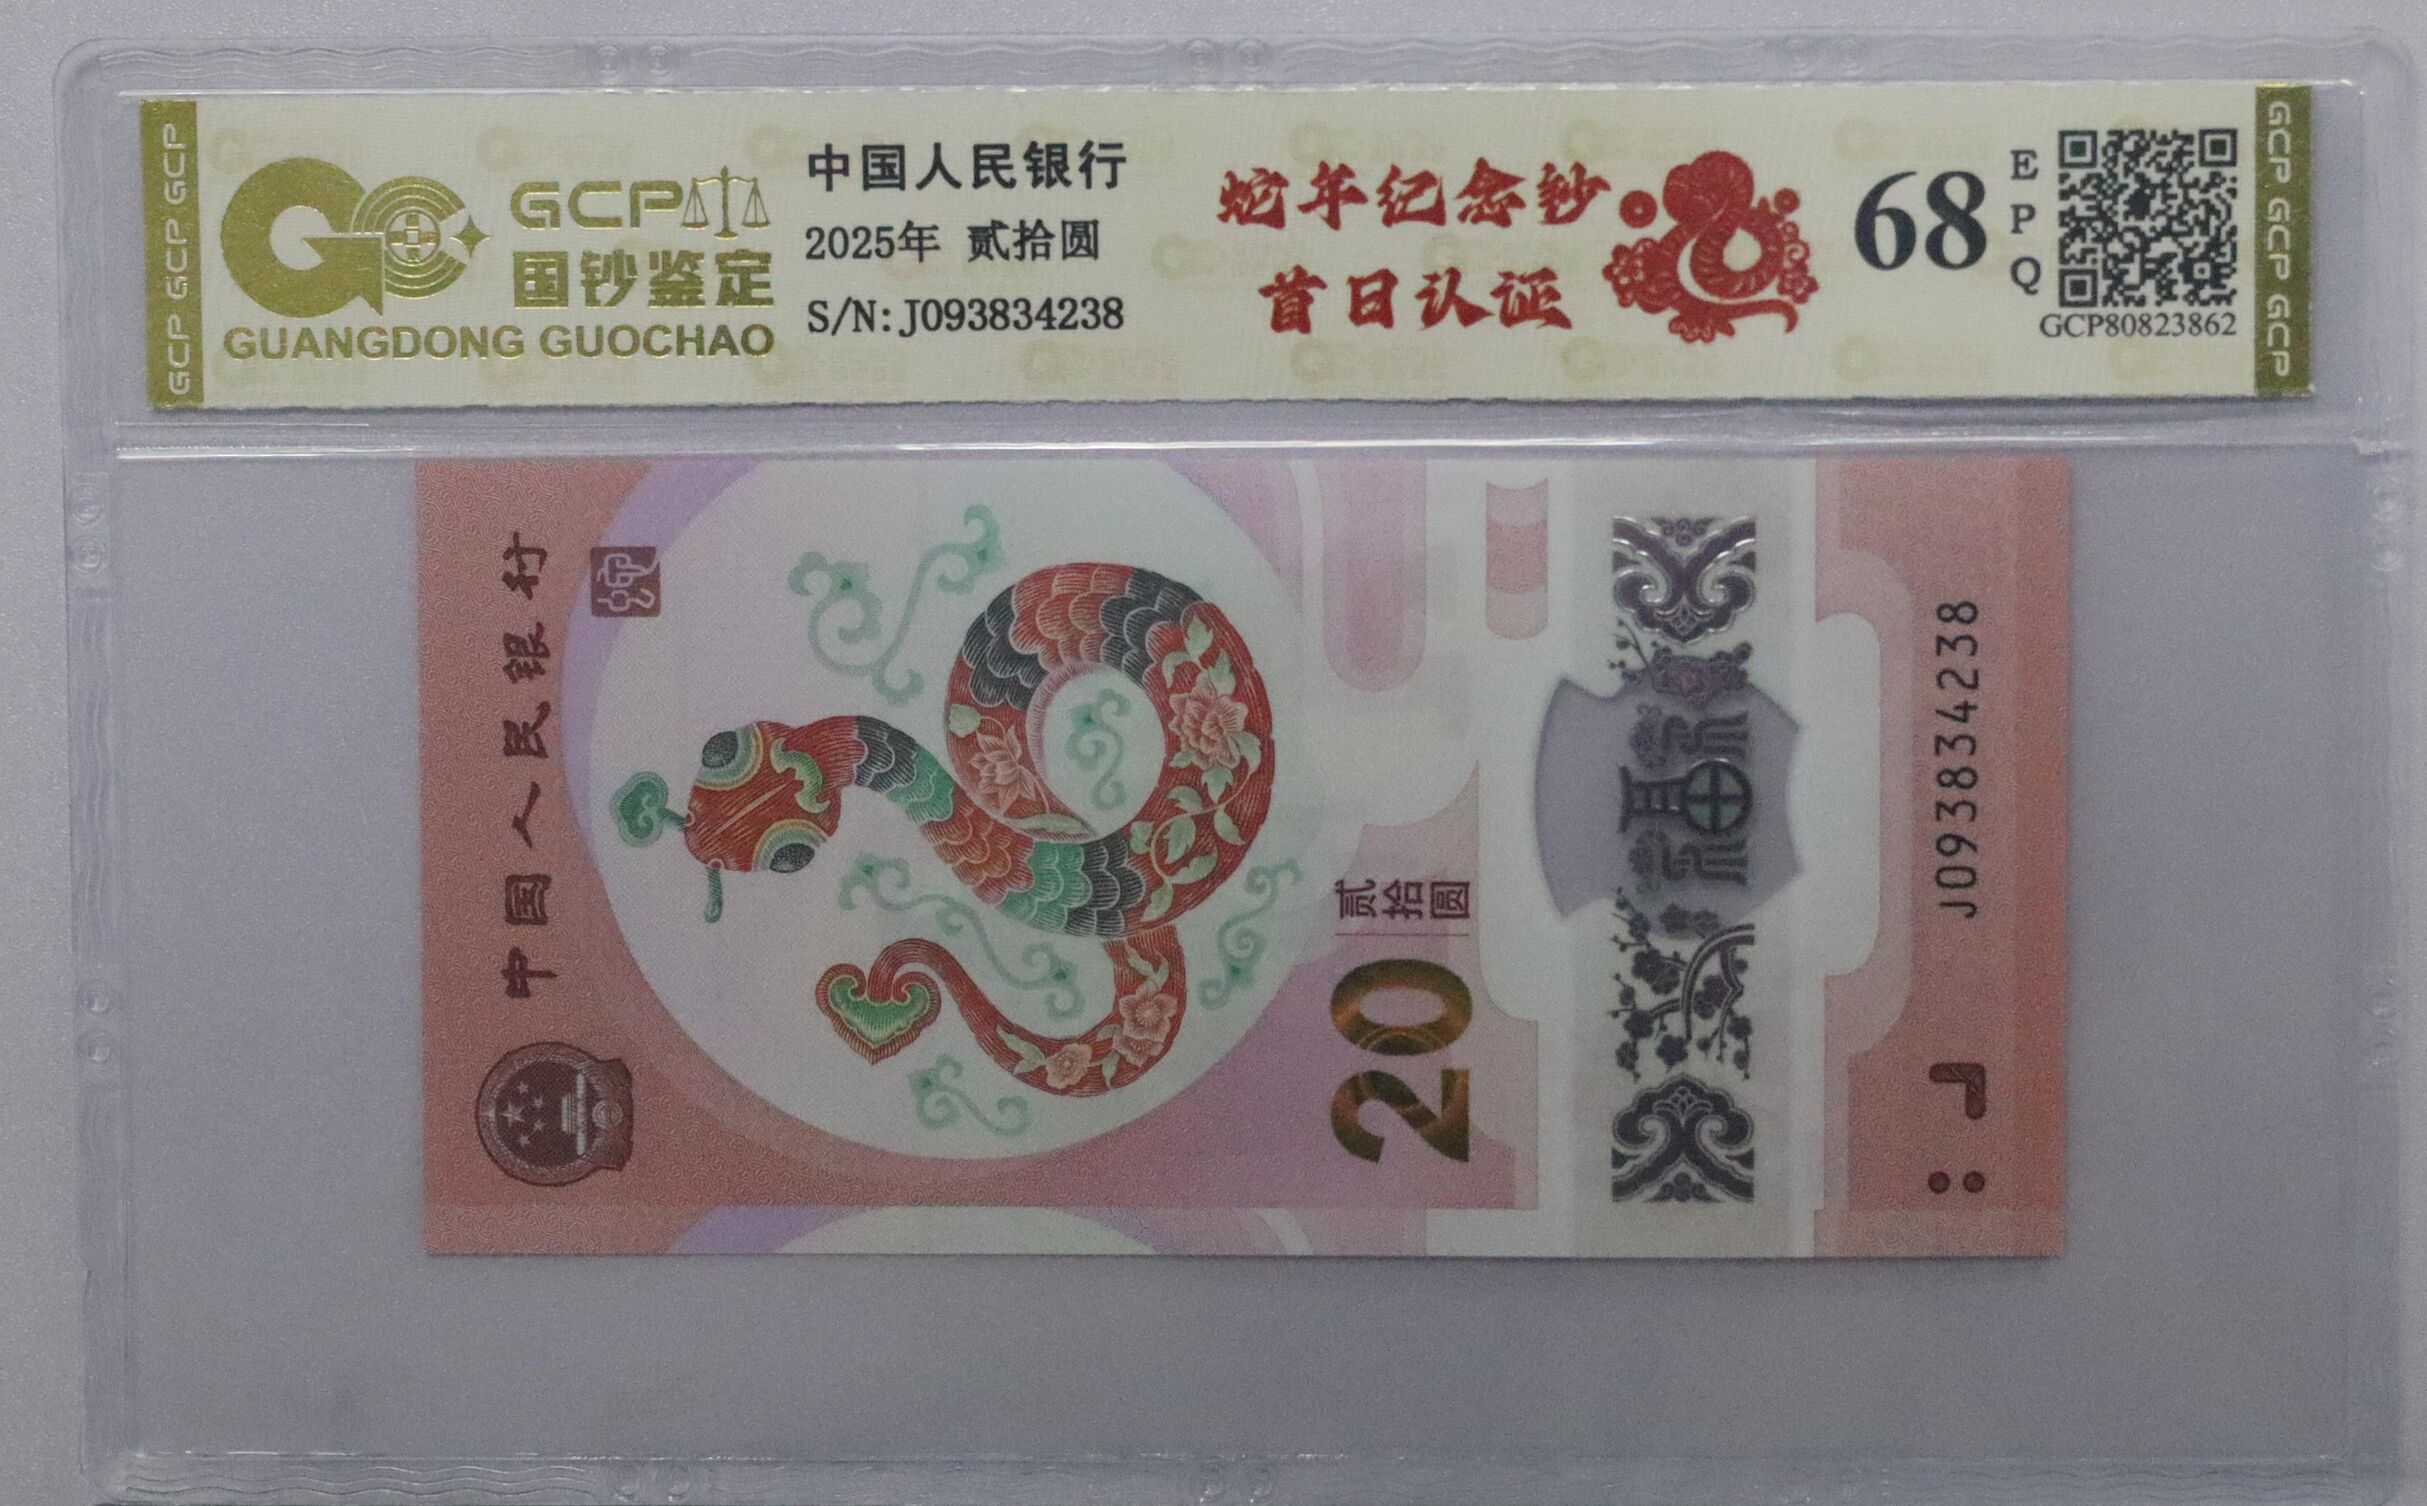 GCP GCP GCP
GCP
国钞鉴定
GUANGDONG GUOCHAO
中国人民银行
2025年 贰拾圆
S/N:J093834238
蛇年纪念钞
首日认证
68
EPQ
GCP80823862
GCP GCP GCP
中国人民银行
贰拾圆
20
福
J093834238